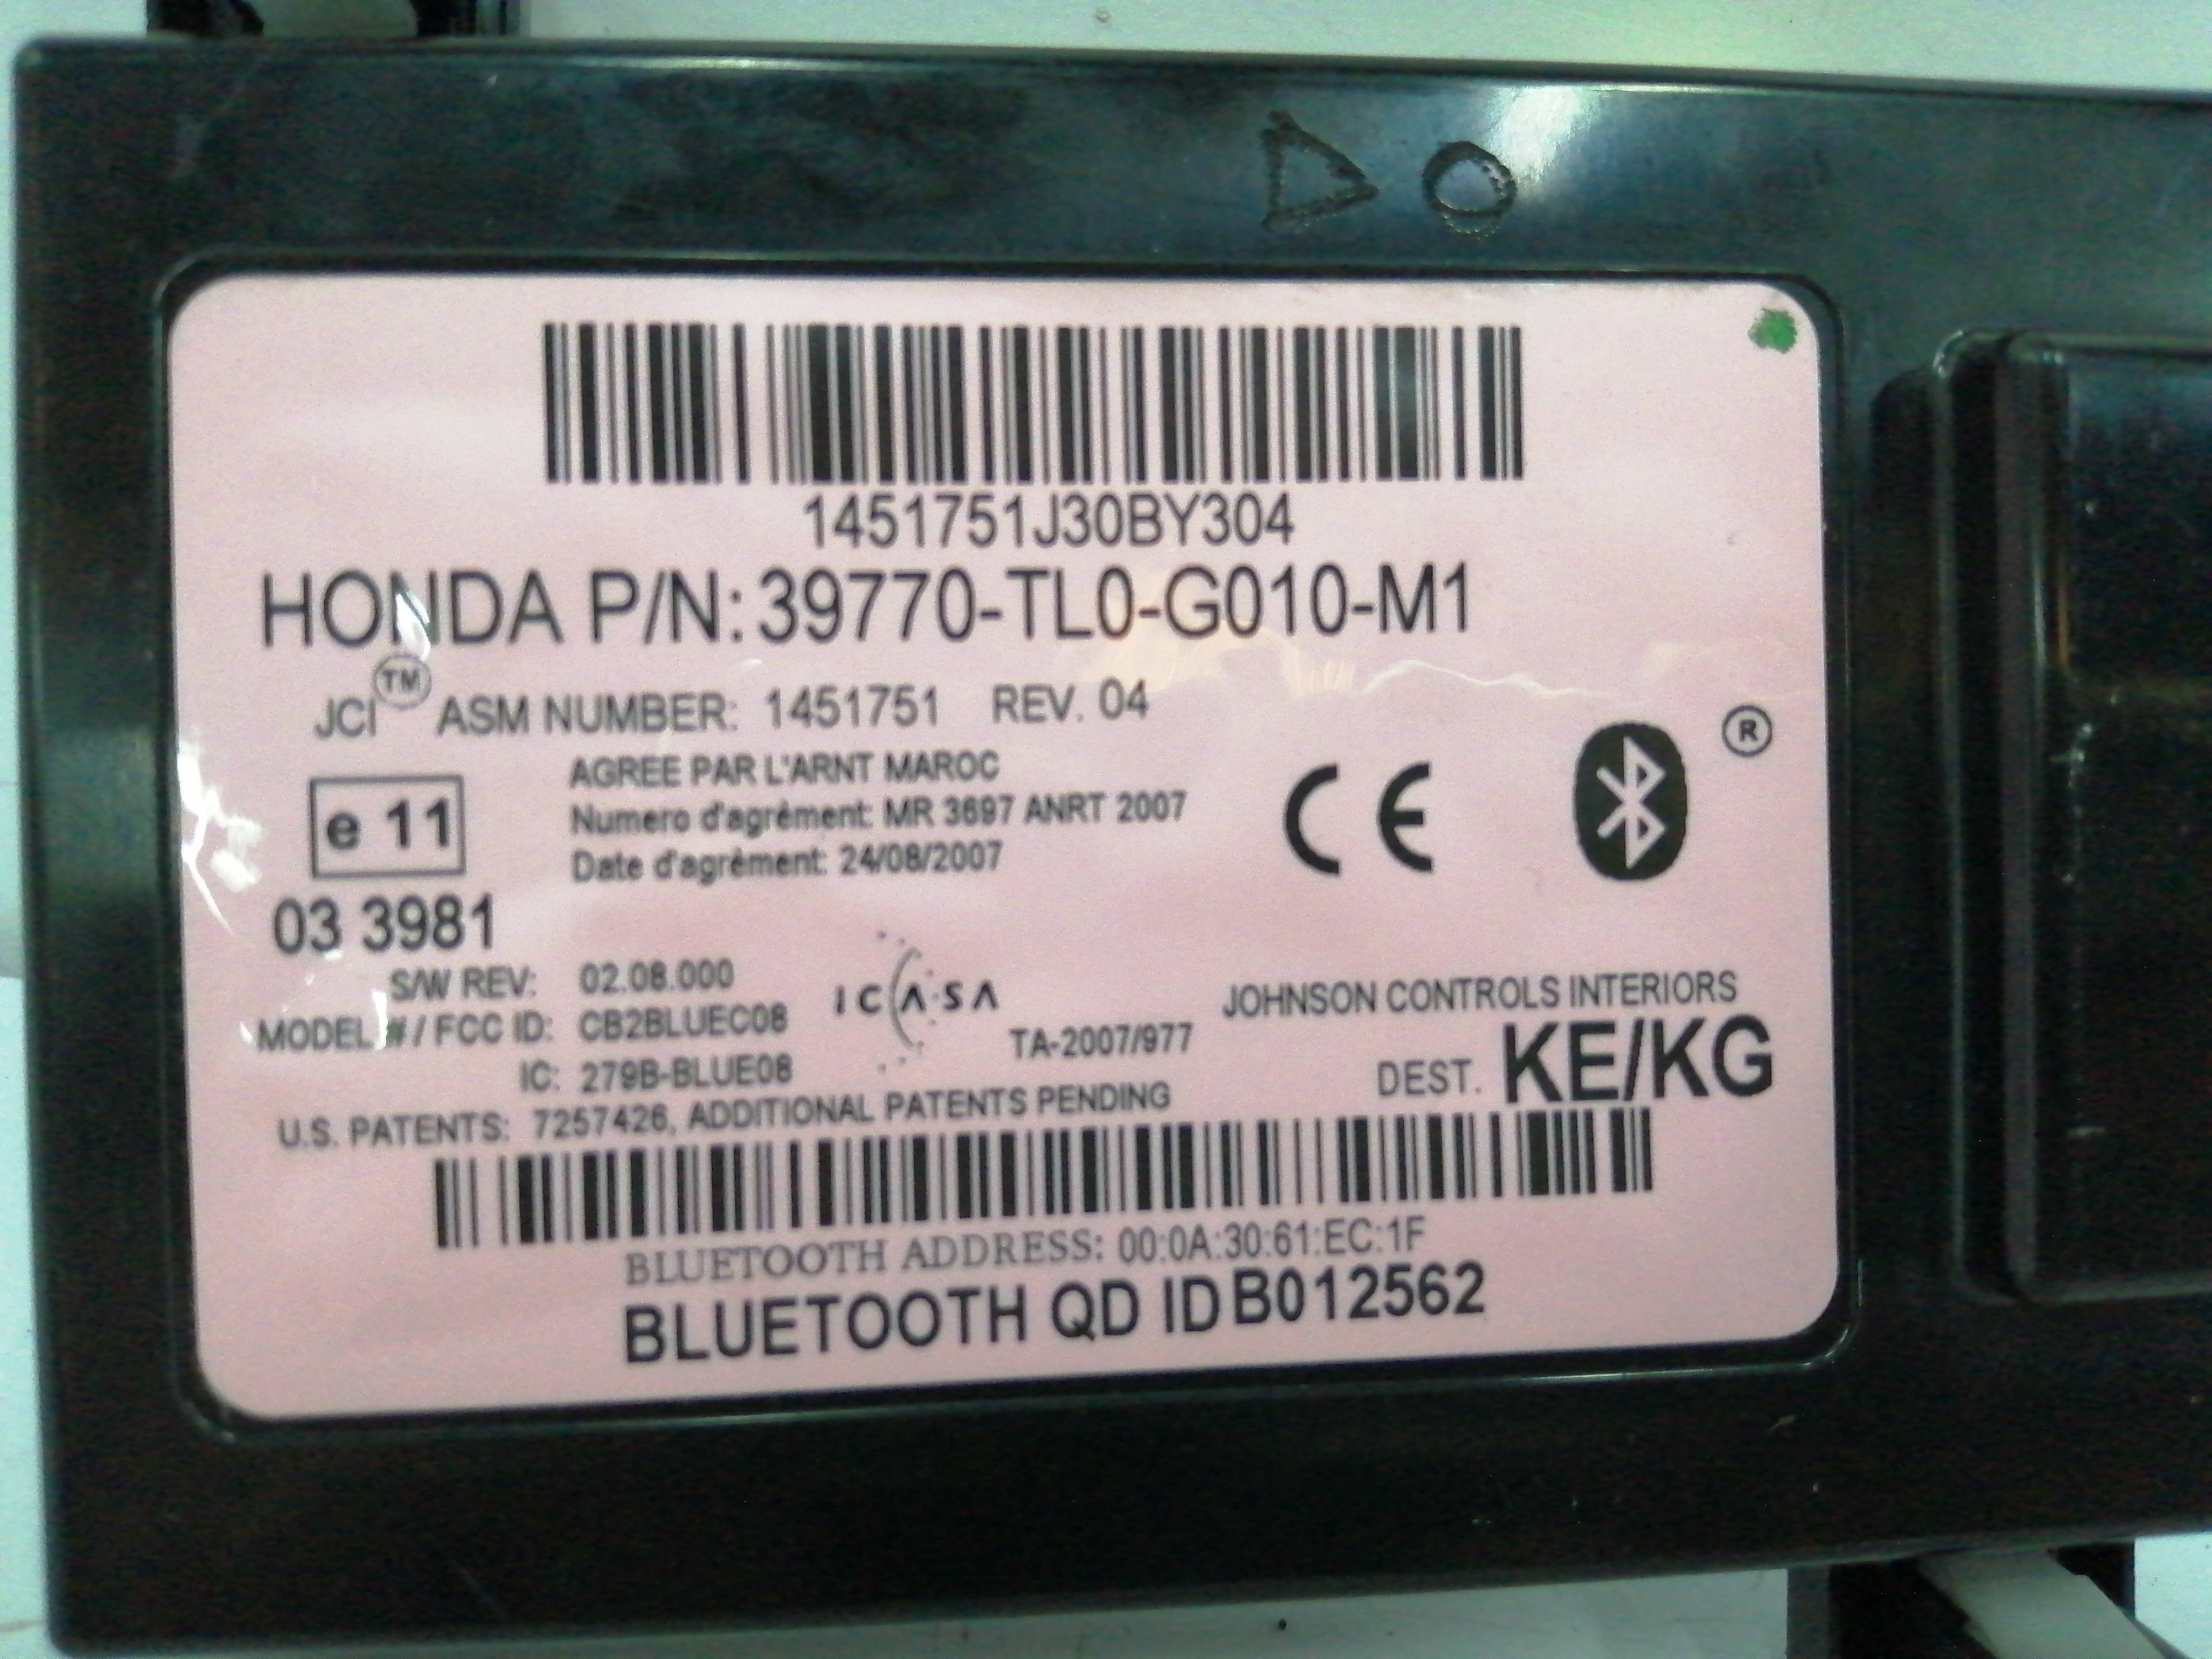 1451751J30BY304
HONDA P/N: 39770-TL0-G010-M1
JCI TM ASM NUMBER: 1451751 REV. 04
AGREE PAR L'ARNT MAROC
Numero d'agrèment: MR 3697 ANRT 2007
Date d'agrèment: 24/08/2007
e 11
03 3981
CE
®
S/W REV: 02.08.000
MODEL # / FCC ID: CB2BLUEC08
IC: 279B-BLUE08
ICASA
TA-2007/977
JOHNSON CONTROLS INTERIORS
DEST. KE/KG
U.S. PATENTS: 7257426, ADDITIONAL PATENTS PENDING
BLUETOOTH ADDRESS: 00:0A:30:61:EC:1F
BLUETOOTH QD ID B012562